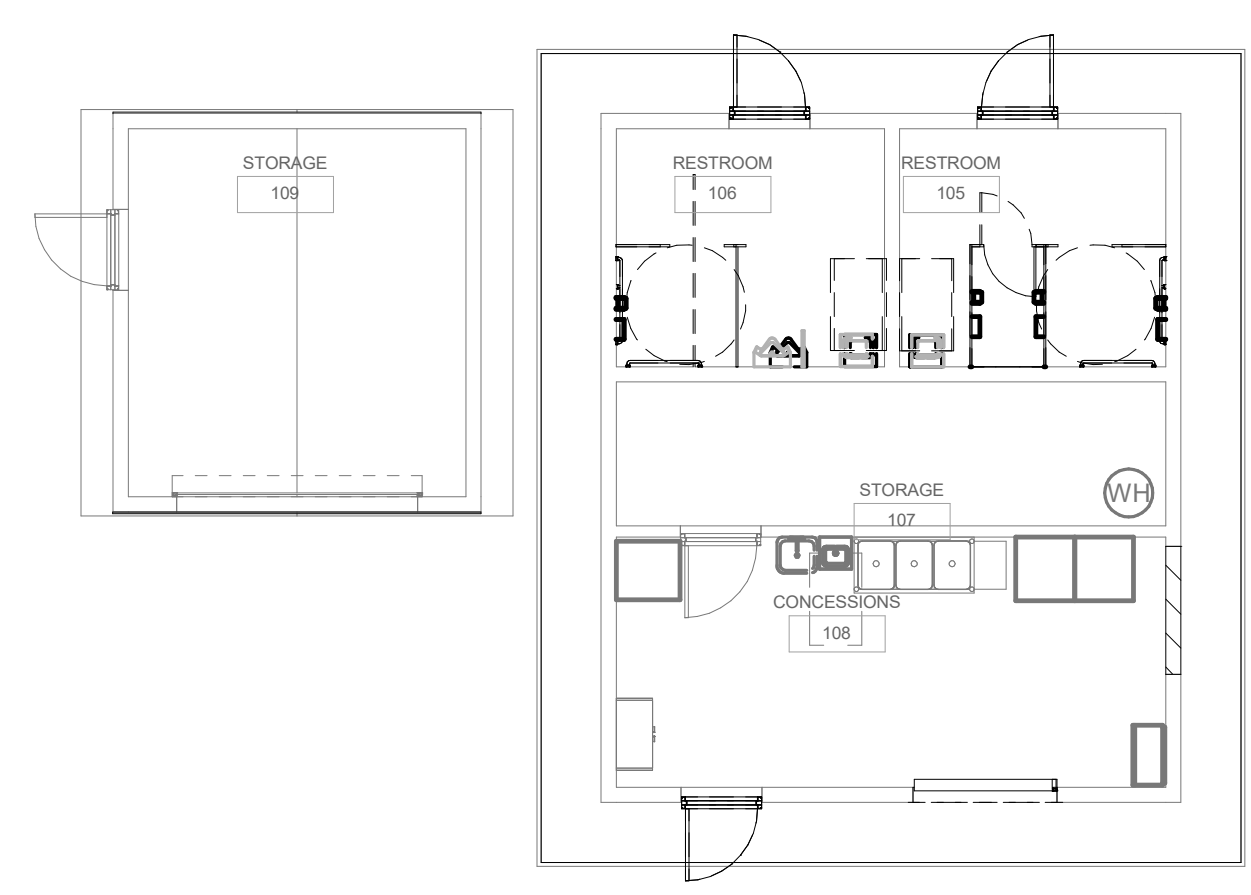 STORAGE
109
RESTROOM
106
RESTROOM
105
WH
STORAGE
107
CONCESSIONS
108